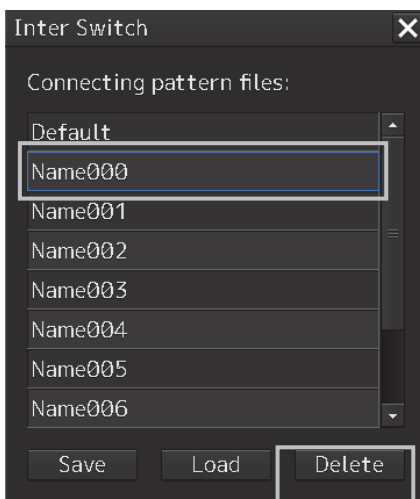 Inter Switch
Connecting pattern files:
Default
Name000
Name001
Name002
Name003
Name004
Name005
Name006
Save Load Delete